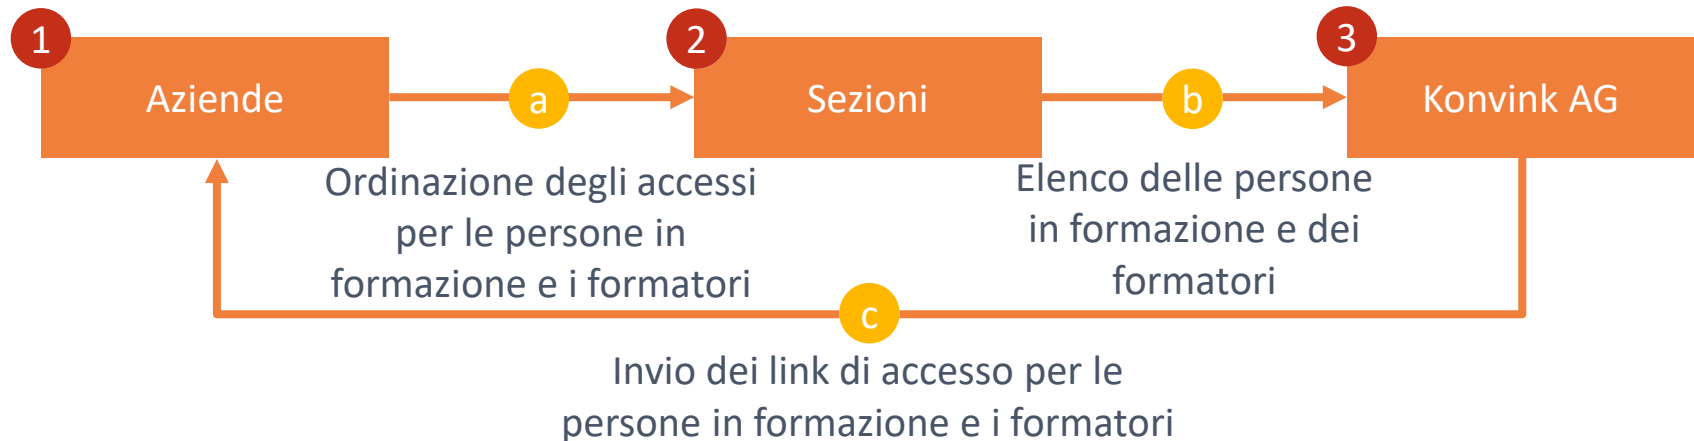 1
Aziende
a
2
Sezioni
b
3
Konvink AG
Ordinazione degli accessi
per le persone in
formazione e i formatori
Elenco delle persone
in formazione e dei
formatori
c
Invio dei link di accesso per le
persone in formazione e i formatori